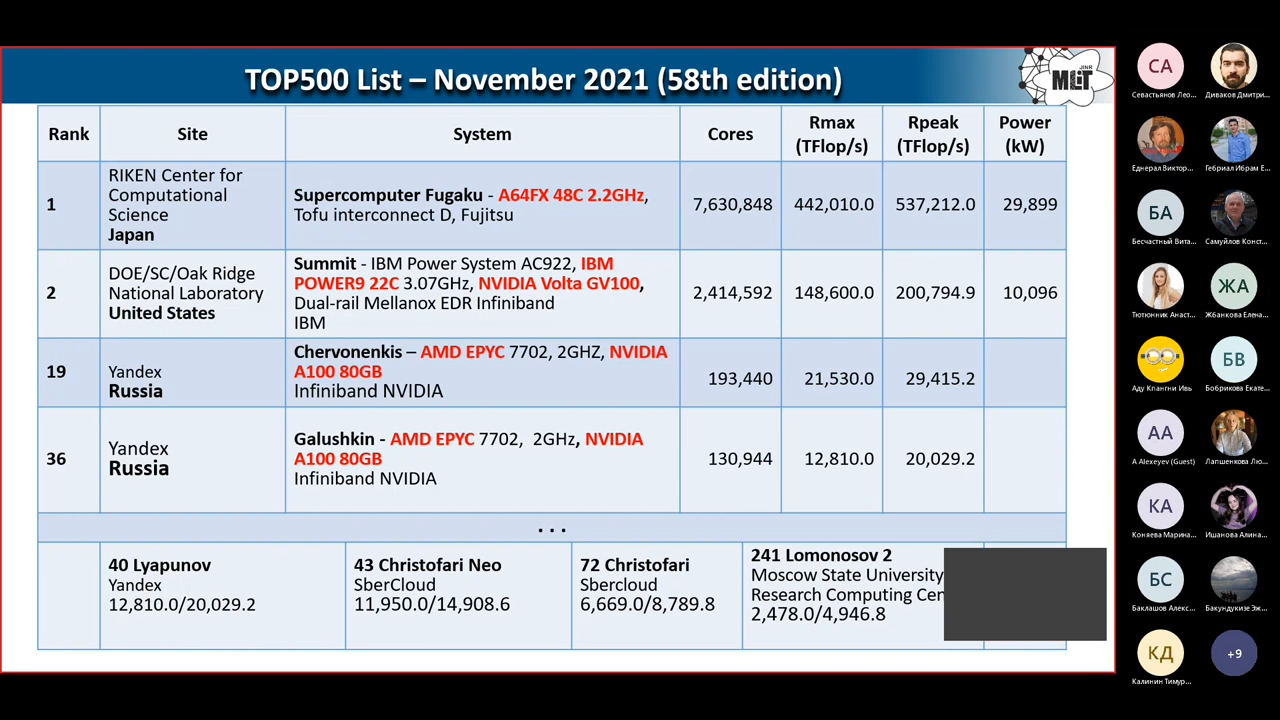 TOP500 List – November 2021 (58th edition)
JINR
MLIT
Rank
Site
System
Cores
Rmax
(TFlop/s)
Rpeak
(TFlop/s)
Power
(kW)
1
RIKEN Center for
Computational
Science
Japan
Supercomputer Fugaku - A64FX 48C 2.2GHz,
Tofu interconnect D, Fujitsu
7,630,848
442,010.0
537,212.0
29,899
2
DOE/SC/Oak Ridge
National Laboratory
United States
Summit - IBM Power System AC922, IBM
POWER9 22C 3.07GHz, NVIDIA Volta GV100,
Dual-rail Mellanox EDR Infiniband
IBM
2,414,592
148,600.0
200,794.9
10,096
19
Yandex
Russia
Chervonenkis – AMD EPYC 7702, 2GHZ, NVIDIA
A100 80GB
Infiniband NVIDIA
193,440
21,530.0
29,415.2
36
Yandex
Russia
Galushkin - AMD EPYC 7702, 2GHz, NVIDIA
A100 80GB
Infiniband NVIDIA
130,944
12,810.0
20,029.2
...
40 Lyapunov
Yandex
12,810.0/20,029.2
43 Christofari Neo
SberCloud
11,950.0/14,908.6
72 Christofari
Sbercloud
6,669.0/8,789.8
241 Lomonosov 2
Moscow State University
Research Computing Cen
2,478.0/4,946.8
СА
Севастьянов Лео...
Диваков Дмитри...
Еднерал Виктор...
Гебриал Ибрам Е...
БА
Бесчастный Вита...
Самуйлов Конст...
Тютюнник Анаст...
ЖА
Жбанкова Елена...
Аду Кпангни Ивь
БВ
Бобрикова Екате...
АА
A Alexeyev (Guest)
Лапшенкова Лю...
КА
Коняева Марина...
Ишанова Алина...
БС
Баклашов Алекс...
Бакундукизе Эж...
КД
Калинин Тимур...
+9